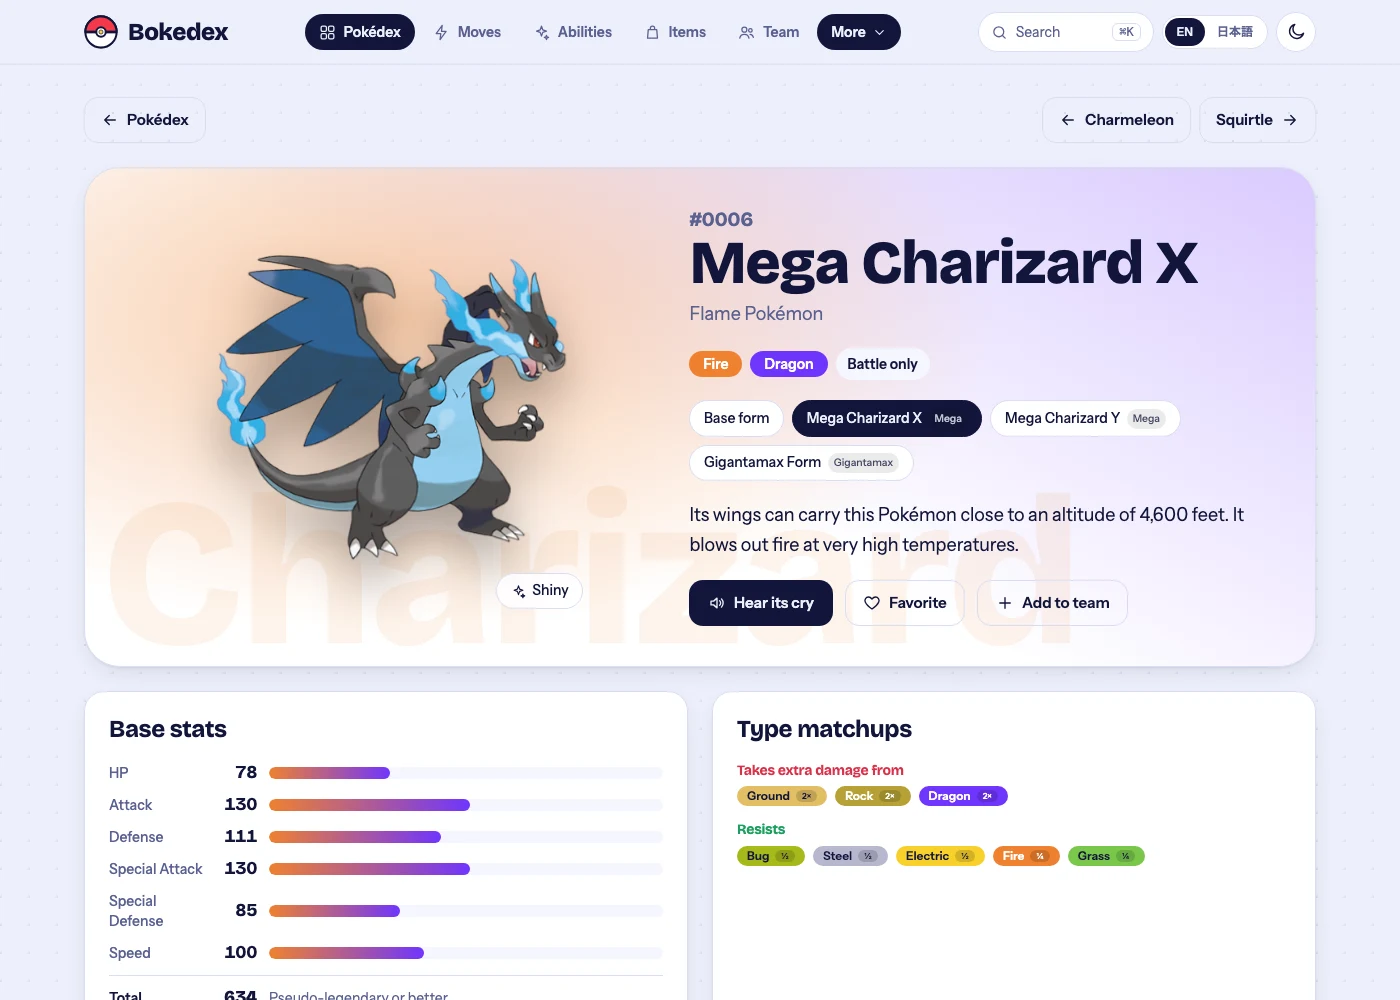 Bokedex
Pokédex
Moves
Abilities
Items
Team
More
Search
⌘K
EN
日本語
Pokédex
Charmeleon
Squirtle
#0006
Mega Charizard X
Flame Pokémon
Fire
Dragon
Battle only
Base form
Mega Charizard X Mega
Mega Charizard Y Mega
Gigantamax Form Gigantamax
Its wings can carry this Pokémon close to an altitude of 4,600 feet. It
blows out fire at very high temperatures.
Charizard
Shiny
Hear its cry
Favorite
Add to team
Base stats
HP 78
Attack 130
Defense 111
Special Attack 130
Special
Defense 85
Speed 100
Total 634 Pseudo-legendary or better
Type matchups
Takes extra damage from
Ground 2×
Rock 2×
Dragon 2×
Resists
Bug ½
Steel ½
Electric ½
Fire ¼
Grass ¼